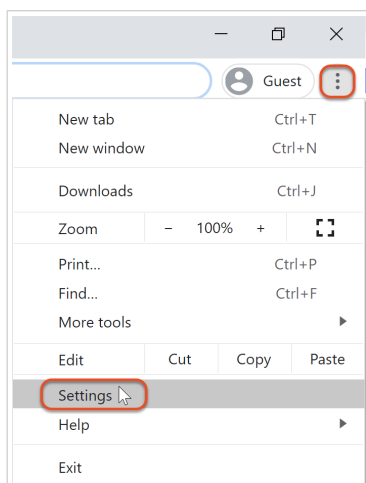 Guest
New tab Ctrl+T
New window Ctrl+N
Downloads Ctrl+J
Zoom – 100% +
Print... Ctrl+P
Find... Ctrl+F
More tools
Edit Cut Copy Paste
Settings
Help
Exit